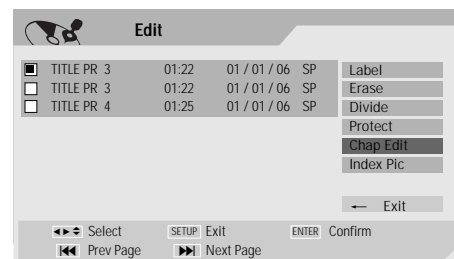 Edit
TITLE PR 3 01:22 01 / 01 / 06 SP
TITLE PR 3 01:22 01 / 01 / 06 SP
TITLE PR 4 01:25 01 / 01 / 06 SP
Label
Erase
Divide
Protect
Chap Edit
Index Pic
← Exit
Select SETUP Exit ENTER Confirm
Prev Page Next Page